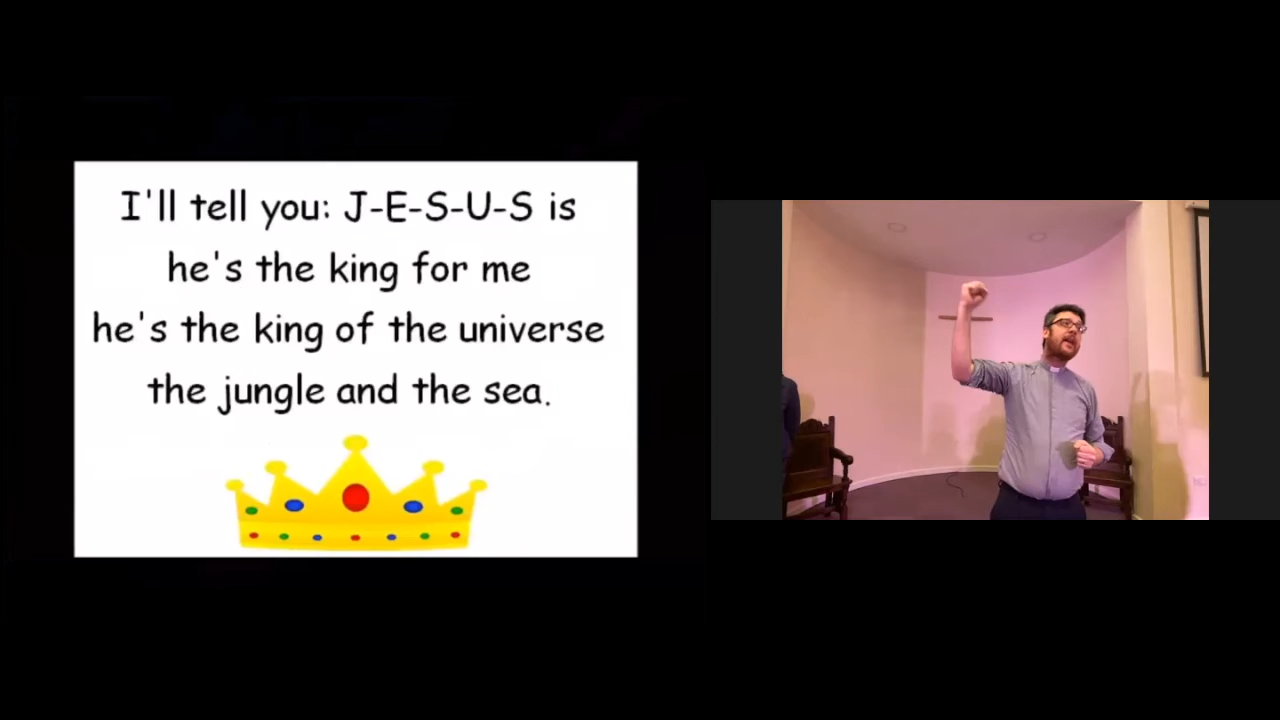 I'll tell you: J-E-S-U-S is
he's the king for me
he's the king of the universe
the jungle and the sea.